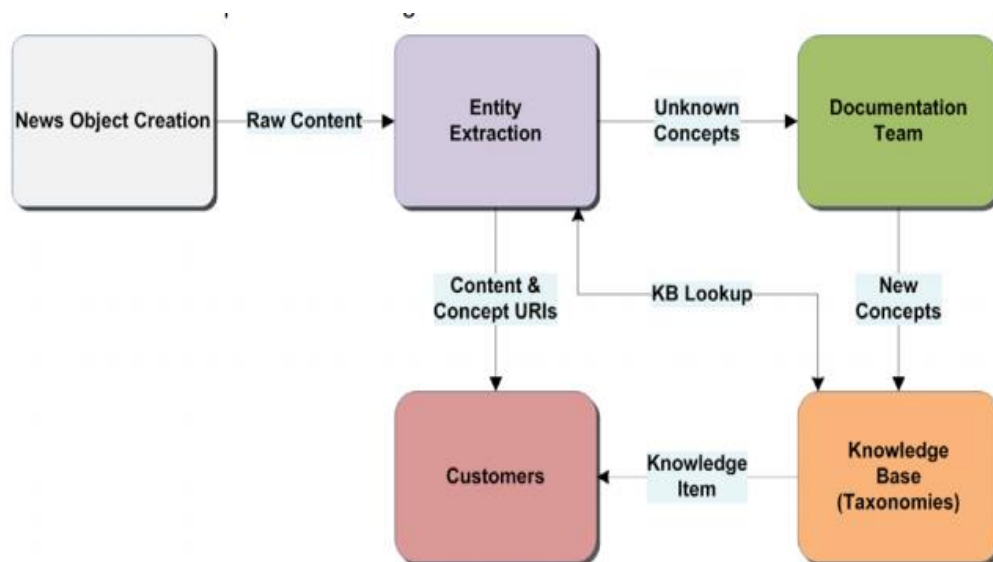 News Object Creation
Raw Content
Entity
Extraction
Unknown
Concepts
Documentation
Team
Content &
Concept URIs
KB Lookup
New
Concepts
Customers
Knowledge
Item
Knowledge
Base
(Taxonomies)